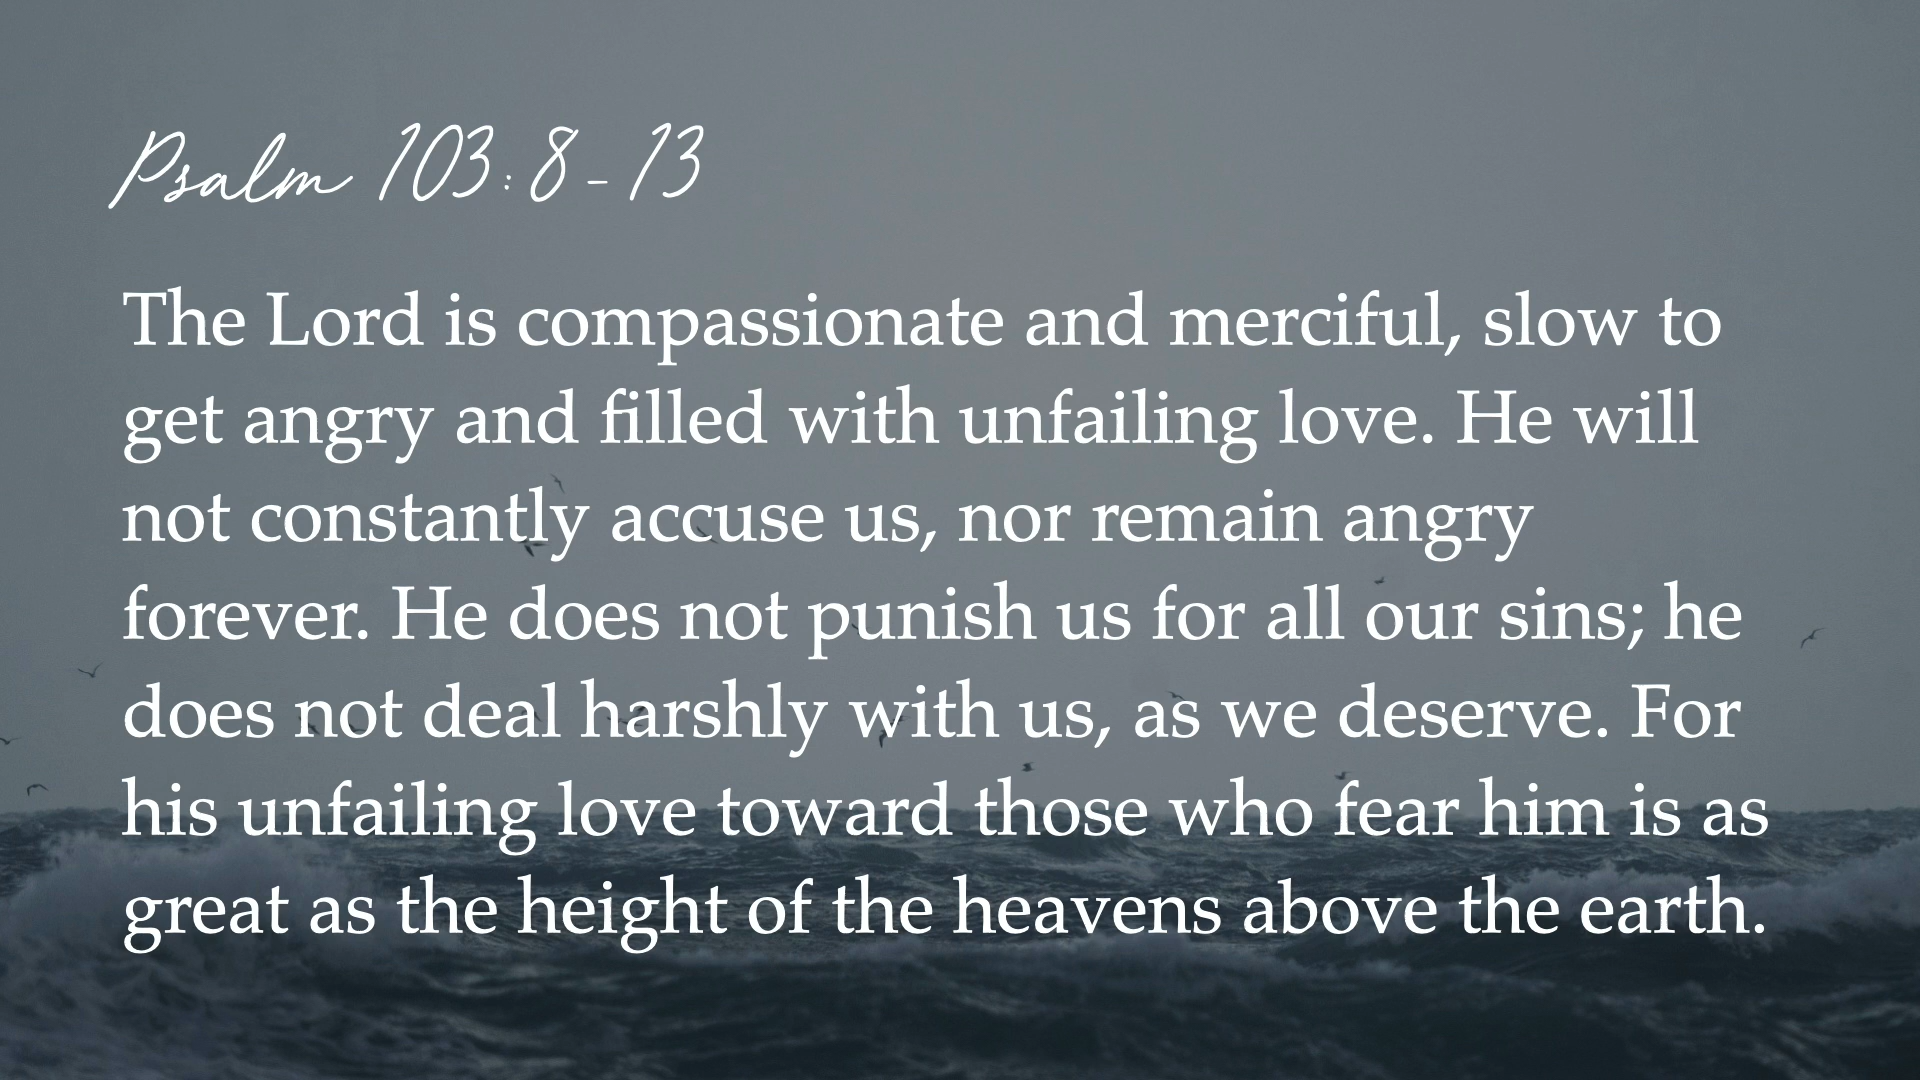 Psalm 103:8-13
The Lord is compassionate and merciful, slow to
get angry and filled with unfailing love. He will
not constantly accuse us, nor remain angry
forever. He does not punish us for all our sins; he
does not deal harshly with us, as we deserve. For
his unfailing love toward those who fear him is as
great as the height of the heavens above the earth.